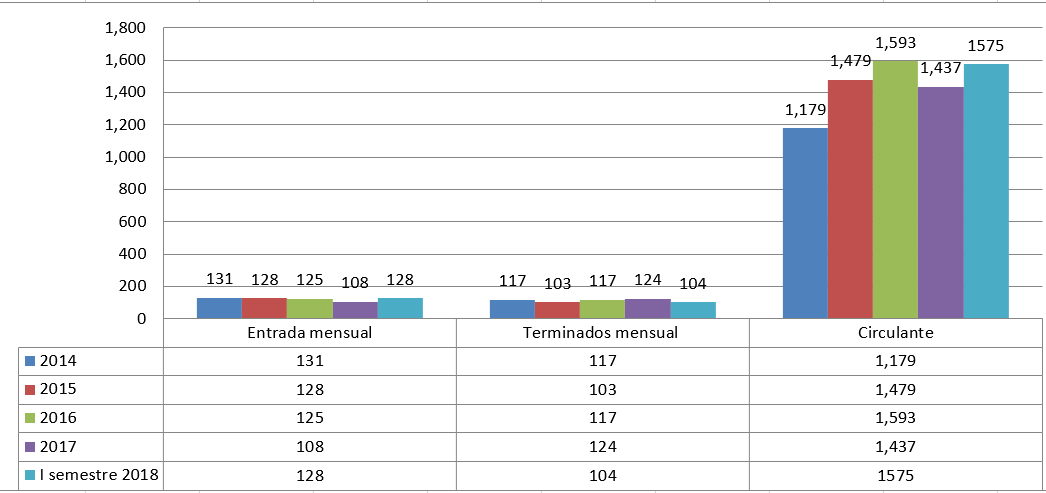 1,800
1,600
1,400
1,200
1,000
800
600
400
200
0
131 128 125 108 128
117 103 117 124 104
1,179 1,479 1,593 1,437 1575
Entrada mensual Terminados mensual Circulante
2014 131 117 1,179
2015 128 103 1,479
2016 125 117 1,593
2017 108 124 1,437
I semestre 2018 128 104 1575